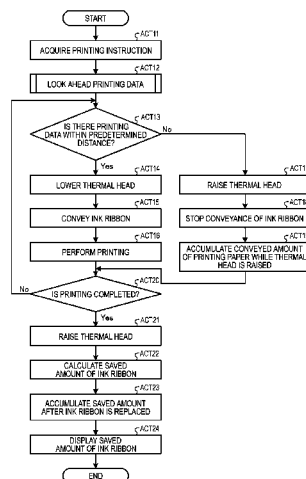 START
ACT11
ACQUIRE PRINTING INSTRUCTION
ACT12
LOOK AHEAD PRINTING DATA
ACT13
IS THERE PRINTING
DATA WITHIN PREDETERMINED
DISTANCE?
No
Yes
ACT14
LOWER THERMAL HEAD
ACT15
CONVEY INK RIBBON
ACT16
PERFORM PRINTING
RAISE THERMAL HEAD
STOP CONVEYANCE OF INK RIBBON
ACCUMULATE CONVEYED AMOUNT
OF PRINTING PAPER WHILE THERMAL
HEAD IS RAISED
ACT20
IS PRINTING COMPLETED?
No
Yes
ACT21
RAISE THERMAL HEAD
ACT22
CALCULATE SAVED
AMOUNT OF INK RIBBON
ACT23
ACCUMULATE SAVED AMOUNT
AFTER INK RIBBON IS REPLACED
ACT24
DISPLAY SAVED
AMOUNT OF INK RIBBON
END